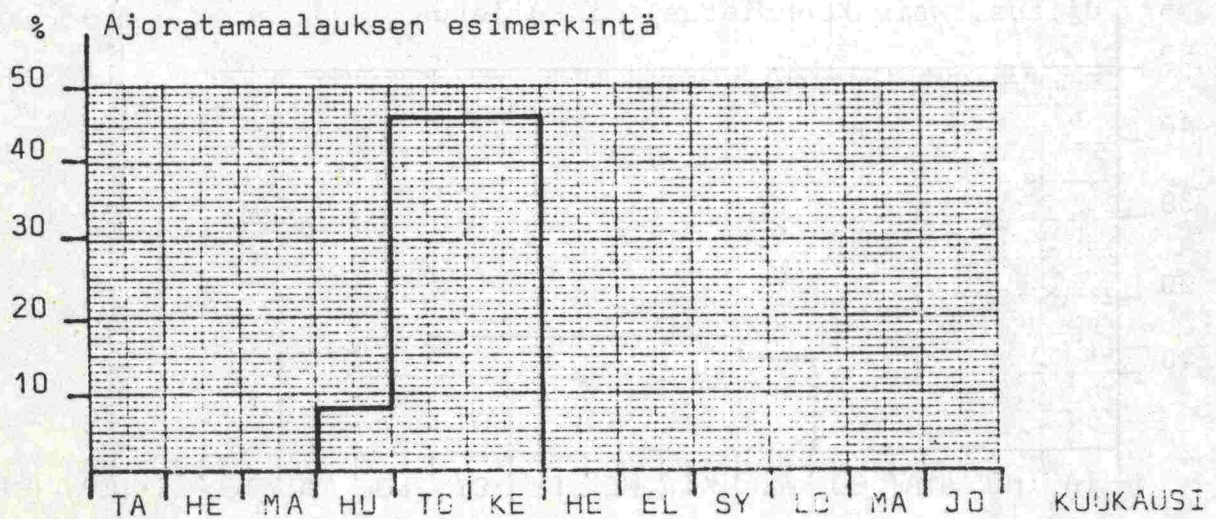 % Ajoratamaalauksen esimerkintä
50
40
30
20
10
TA HE MA HU TO KE HE EL SY LO MA JO KUUKAUSI